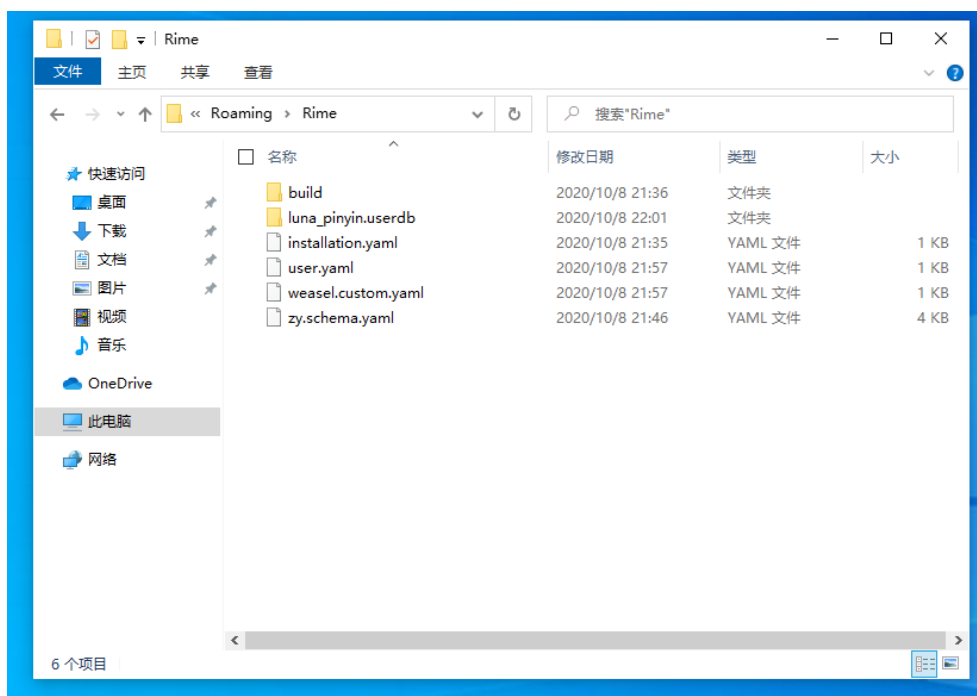 Rime
文件 主页 共享 查看
« Roaming › Rime
搜索"Rime"
名称 修改日期 类型 大小
快速访问
桌面
下载
文档
图片
视频
音乐
OneDrive
此电脑
网络
build 2020/10/8 21:36 文件夹
luna_pinyin.userdb 2020/10/8 22:01 文件夹
installation.yaml 2020/10/8 21:35 YAML 文件 1 KB
user.yaml 2020/10/8 21:57 YAML 文件 1 KB
weasel.custom.yaml 2020/10/8 21:57 YAML 文件 1 KB
zy.schema.yaml 2020/10/8 21:46 YAML 文件 4 KB
6 个项目